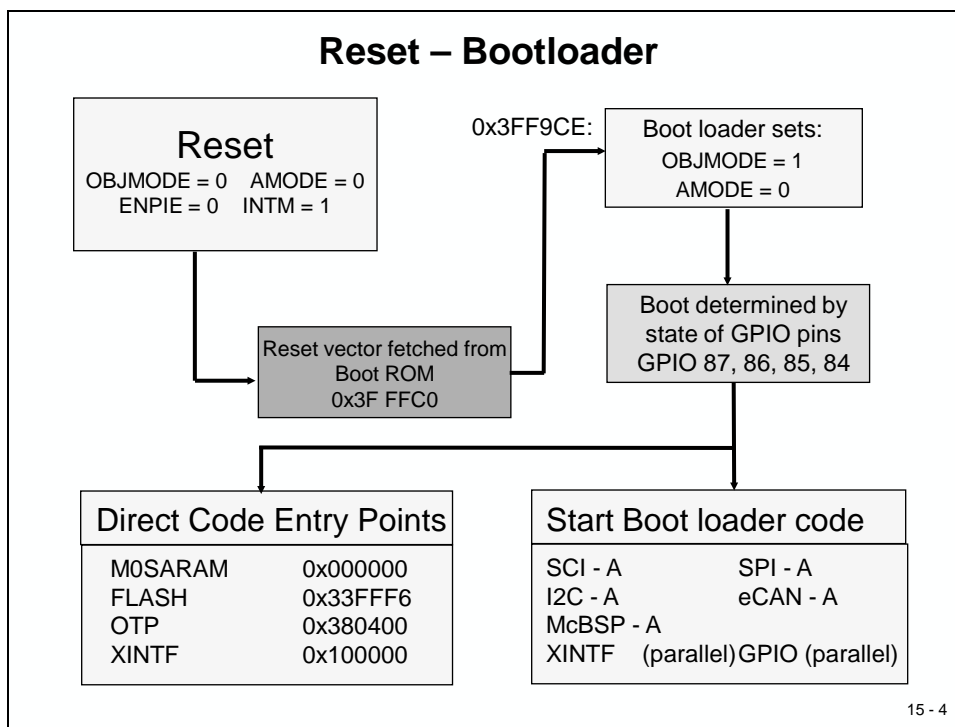 Reset – Bootloader
Reset
OBJMODE = 0 AMODE = 0
ENPIE = 0 INTM = 1
0x3FF9CE:
Boot loader sets:
OBJMODE = 1
AMODE = 0
Reset vector fetched from
Boot ROM
0x3F FFC0
Boot determined by
state of GPIO pins
GPIO 87, 86, 85, 84
Direct Code Entry Points
M0SARAM 0x000000
FLASH 0x33FFF6
OTP 0x380400
XINTF 0x100000
Start Boot loader code
SCI - A SPI - A
I2C - A eCAN - A
McBSP - A
XINTF (parallel) GPIO (parallel)
15 - 4